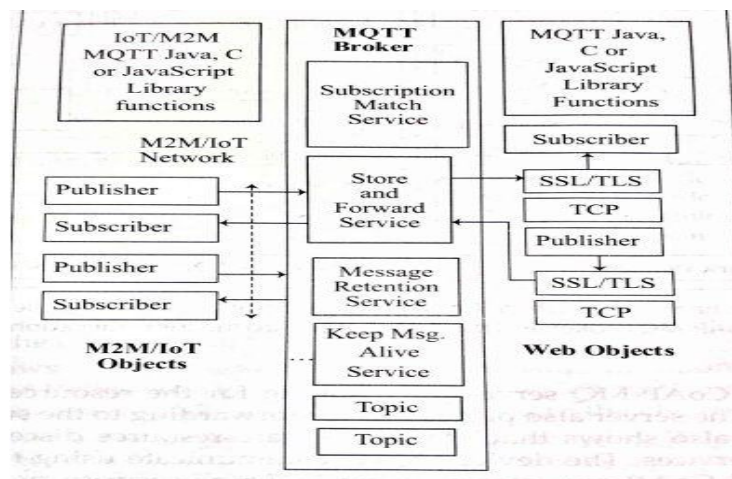 IoT/M2M
MQTT Java, C
or JavaScript
Library
functions
M2M/IoT
Network
Publisher
Subscriber
Publisher
Subscriber
M2M/IoT
Objects
MQTT
Broker
Subscription
Match
Service
Store
and
Forward
Service
Message
Retention
Service
Keep Msg.
Alive
Service
Topic
Topic
MQTT Java,
C or
JavaScript
Library
Functions
Subscriber
SSL/TLS
TCP
Publisher
SSL/TLS
TCP
Web Objects